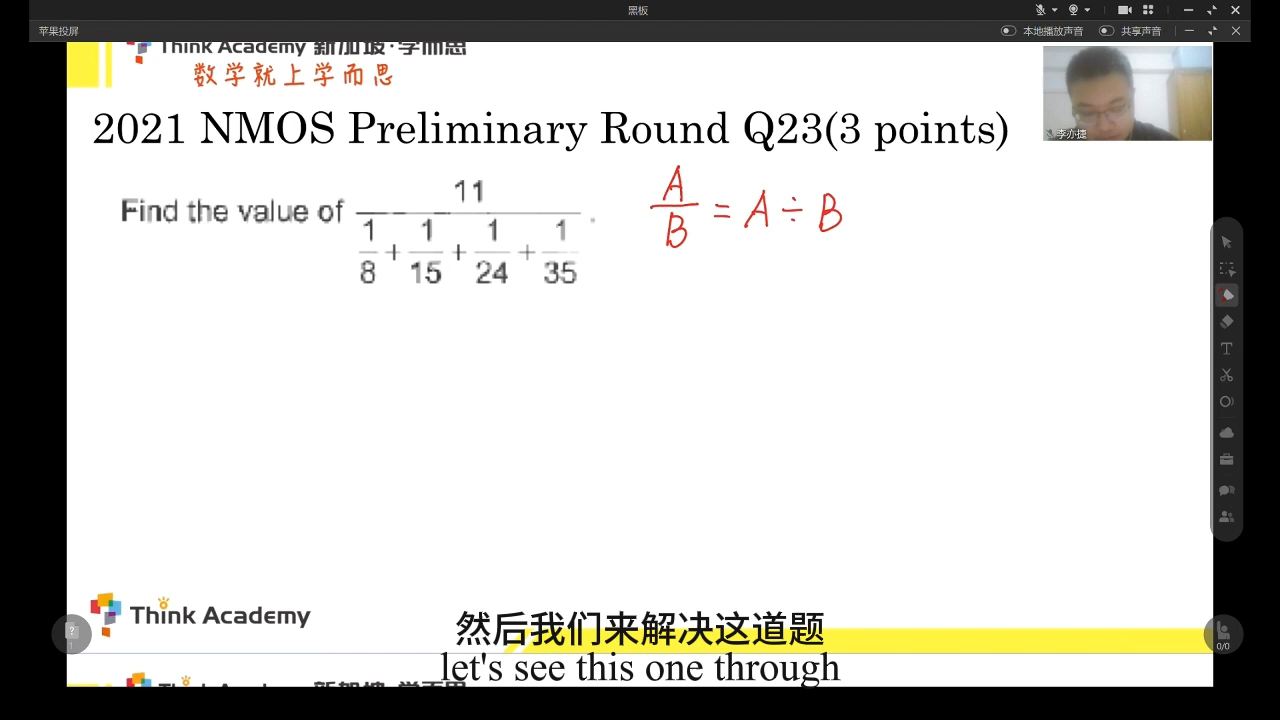 黑板
苹果投屏
本地播放声音 共享声音
Think Academy 新加坡·学而思
数学就上学而思
李亦捷
2021 NMOS Preliminary Round Q23(3 points)
Find the value of 11 / (1/8 + 1/15 + 1/24 + 1/35) .
A/B = A ÷ B
Think Academy
然后我们来解决这道题
let's see this one through
0/0